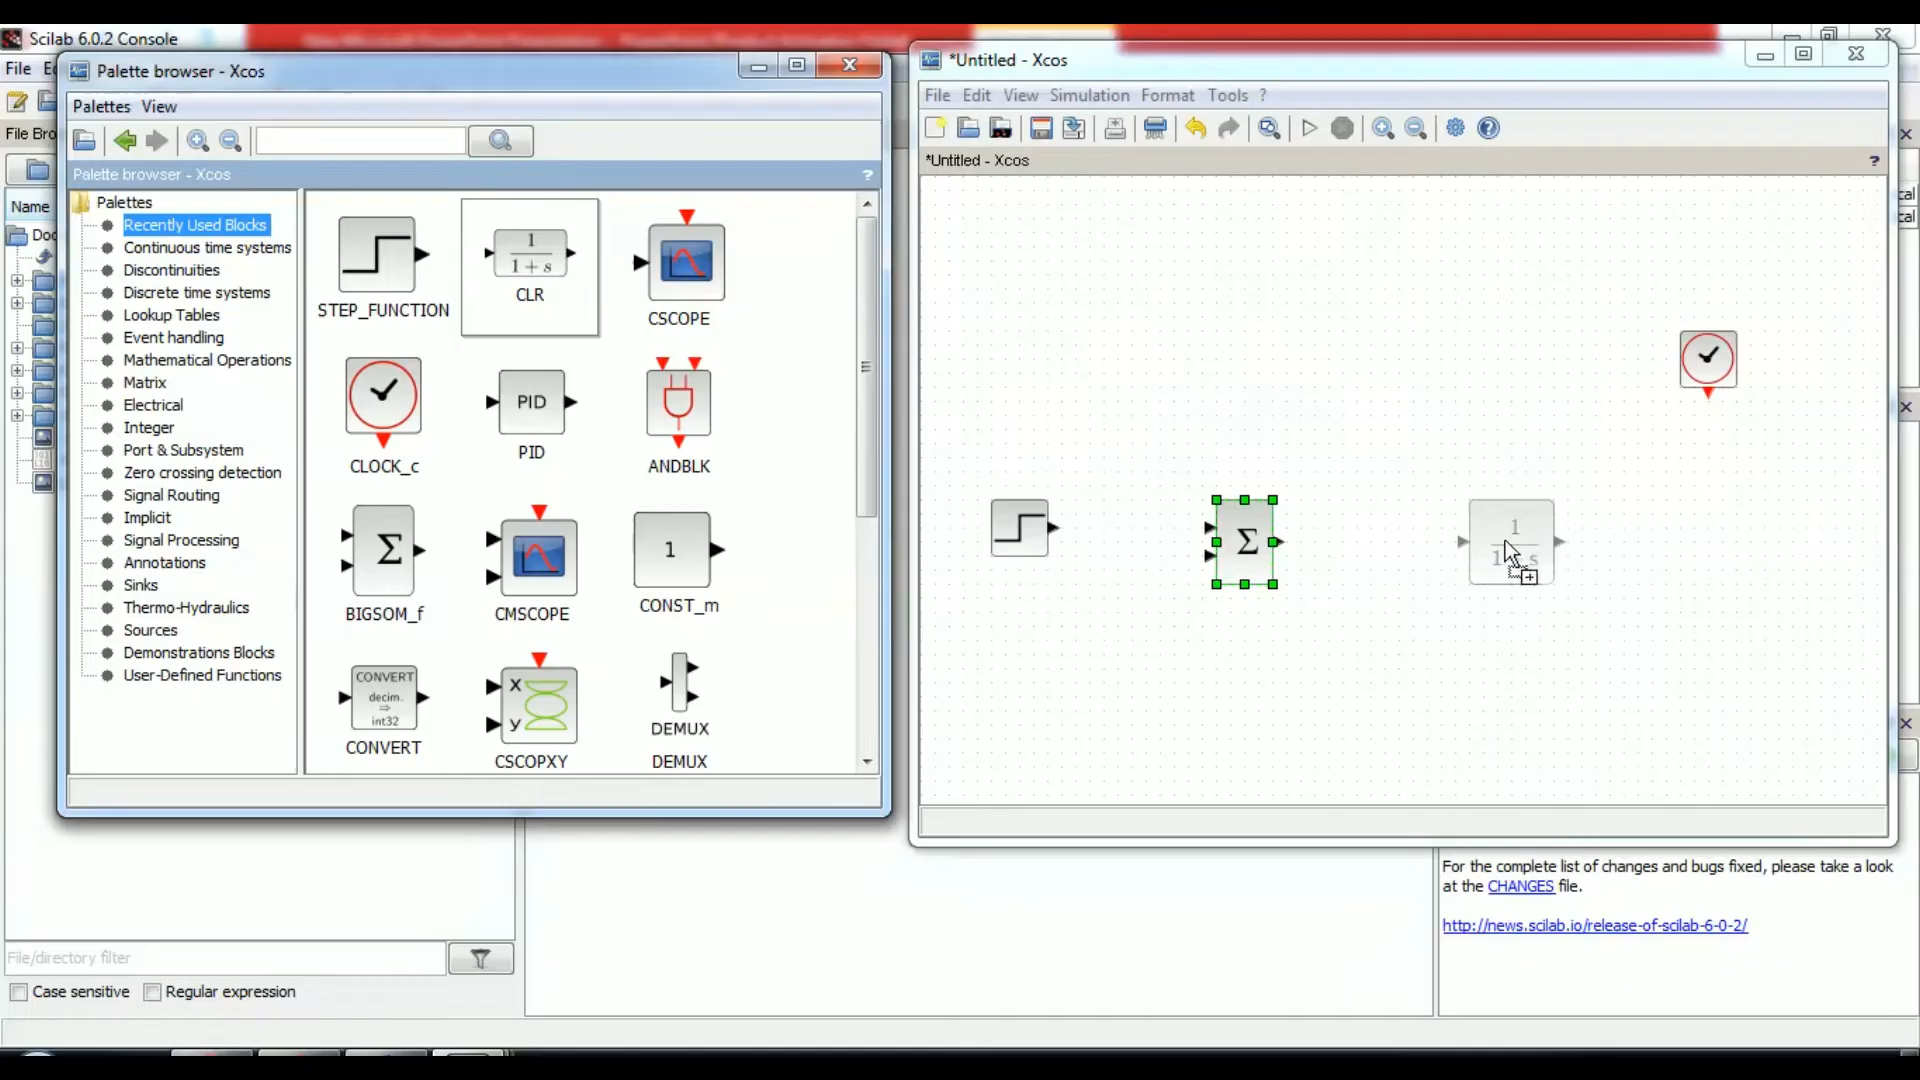 Scilab 6.0.2 Console
File
File Bro
Name
Doc
Palette browser - Xcos
Palettes View
Palette browser - Xcos ?
Palettes
Recently Used Blocks
Continuous time systems
Discontinuities
Discrete time systems
Lookup Tables
Event handling
Mathematical Operations
Matrix
Electrical
Integer
Port & Subsystem
Zero crossing detection
Signal Routing
Implicit
Signal Processing
Annotations
Sinks
Thermo-Hydraulics
Sources
Demonstrations Blocks
User-Defined Functions
STEP_FUNCTION
1
1 + s
CLR
CSCOPE
CLOCK_c
PID
PID
ANDBLK
Σ
BIGSOM_f
CMSCOPE
1
CONST_m
CONVERT
decim.
⇒
int32
CONVERT
X
y
CSCOPXY
DEMUX
DEMUX
*Untitled - Xcos
File Edit View Simulation Format Tools ?
*Untitled - Xcos ?
Σ
1
1 s
For the complete list of changes and bugs fixed, please take a look
at the CHANGES file.
http://news.scilab.io/release-of-scilab-6-0-2/
File/directory filter
Case sensitive
Regular expression